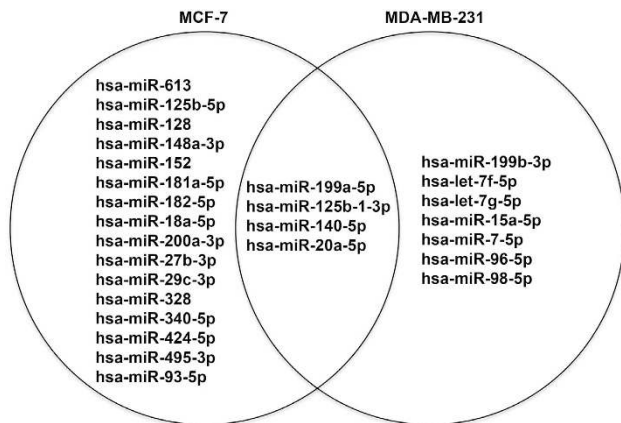 MCF-7
MDA-MB-231
hsa-miR-613
hsa-miR-125b-5p
hsa-miR-128
hsa-miR-148a-3p
hsa-miR-152
hsa-miR-181a-5p
hsa-miR-182-5p
hsa-miR-18a-5p
hsa-miR-200a-3p
hsa-miR-27b-3p
hsa-miR-29c-3p
hsa-miR-328
hsa-miR-340-5p
hsa-miR-424-5p
hsa-miR-495-3p
hsa-miR-93-5p
hsa-miR-199a-5p
hsa-miR-125b-1-3p
hsa-miR-140-5p
hsa-miR-20a-5p
hsa-miR-199b-3p
hsa-let-7f-5p
hsa-let-7g-5p
hsa-miR-15a-5p
hsa-miR-7-5p
hsa-miR-96-5p
hsa-miR-98-5p